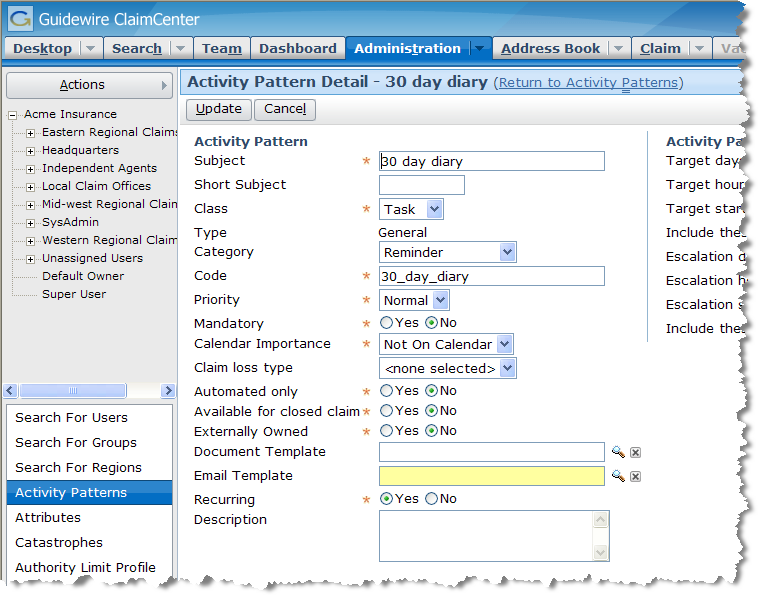 Guidewire ClaimCenter
Desktop Search Team Dashboard Administration Address Book Claim
Actions
Acme Insurance
Eastern Regional Claims
Headquarters
Independent Agents
Local Claim Offices
Mid-west Regional Claim
SysAdmin
Western Regional Claim
Unassigned Users
Default Owner
Super User
Search For Users
Search For Groups
Search For Regions
Activity Patterns
Attributes
Catastrophes
Authority Limit Profile
Activity Pattern Detail - 30 day diary (Return to Activity Patterns)
Update Cancel
Activity Pattern
Subject * 30 day diary
Short Subject
Class * Task
Type General
Category Reminder
Code * 30_day_diary
Priority * Normal
Mandatory * Yes No
Calendar Importance * Not On Calendar
Claim loss type <none selected>
Automated only * Yes No
Available for closed claim * Yes No
Externally Owned * Yes No
Document Template
Email Template
Recurring * Yes No
Description
Activity Pa
Target day
Target hour
Target star
Include thes
Escalation d
Escalation h
Escalation s
Include thes